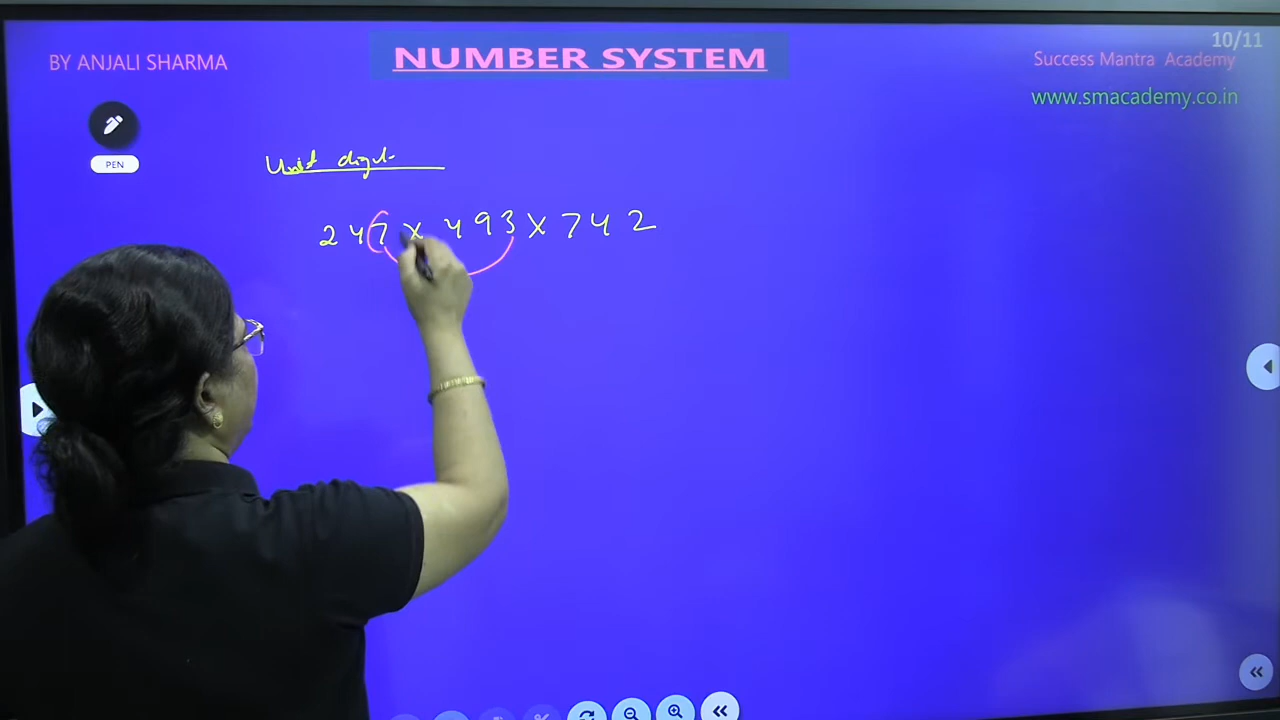 10/11
BY ANJALI SHARMA
NUMBER SYSTEM
Success Mantra Academy
www.smacademy.co.in
PEN
Unit digit
247 x 493 x 742